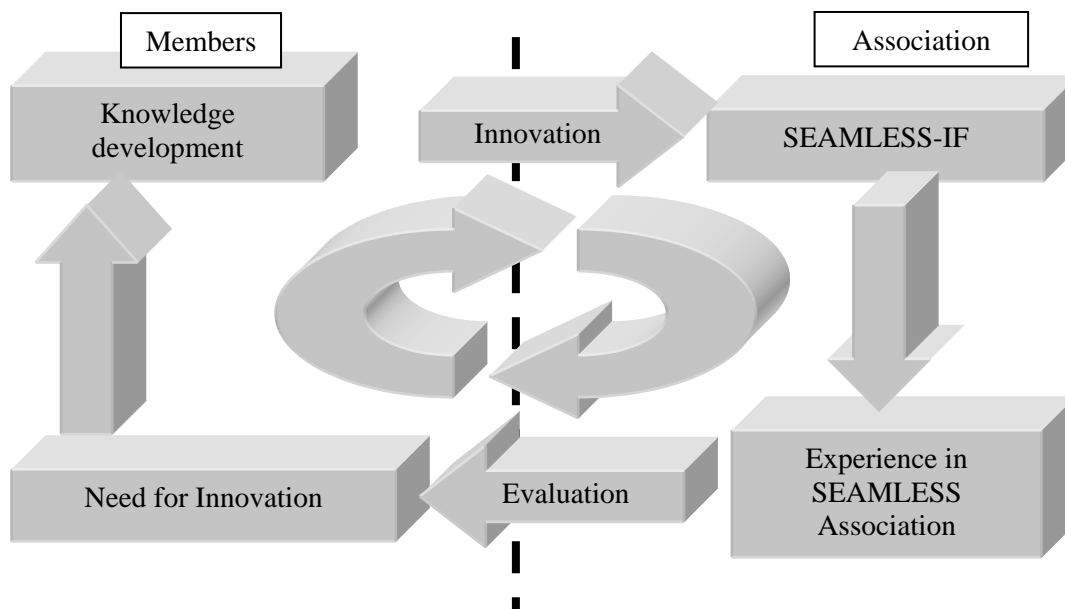 Members
Association
Knowledge
development
Innovation
SEAMLESS-IF
Need for Innovation
Evaluation
Experience in
SEAMLESS
Association